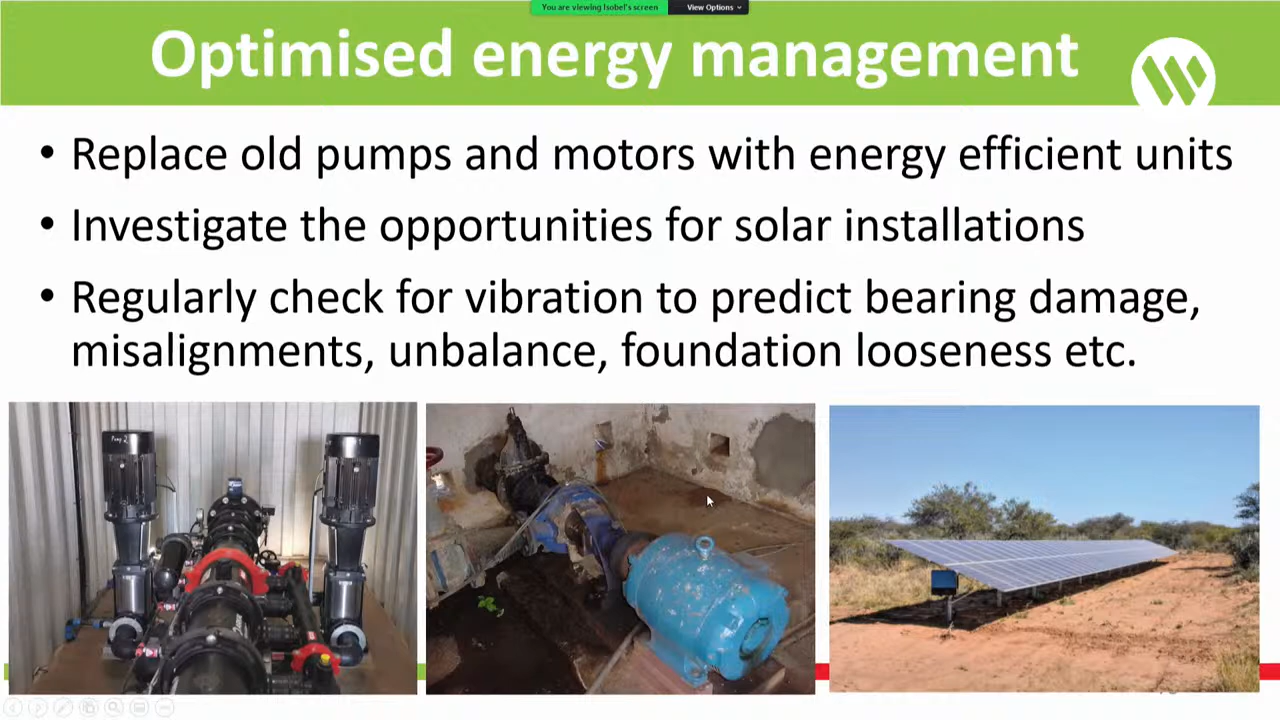 You are viewing Isobel's screen
View Options
Optimised energy management
• Replace old pumps and motors with energy efficient units
• Investigate the opportunities for solar installations
• Regularly check for vibration to predict bearing damage,
misalignments, unbalance, foundation looseness etc.
Pump 2